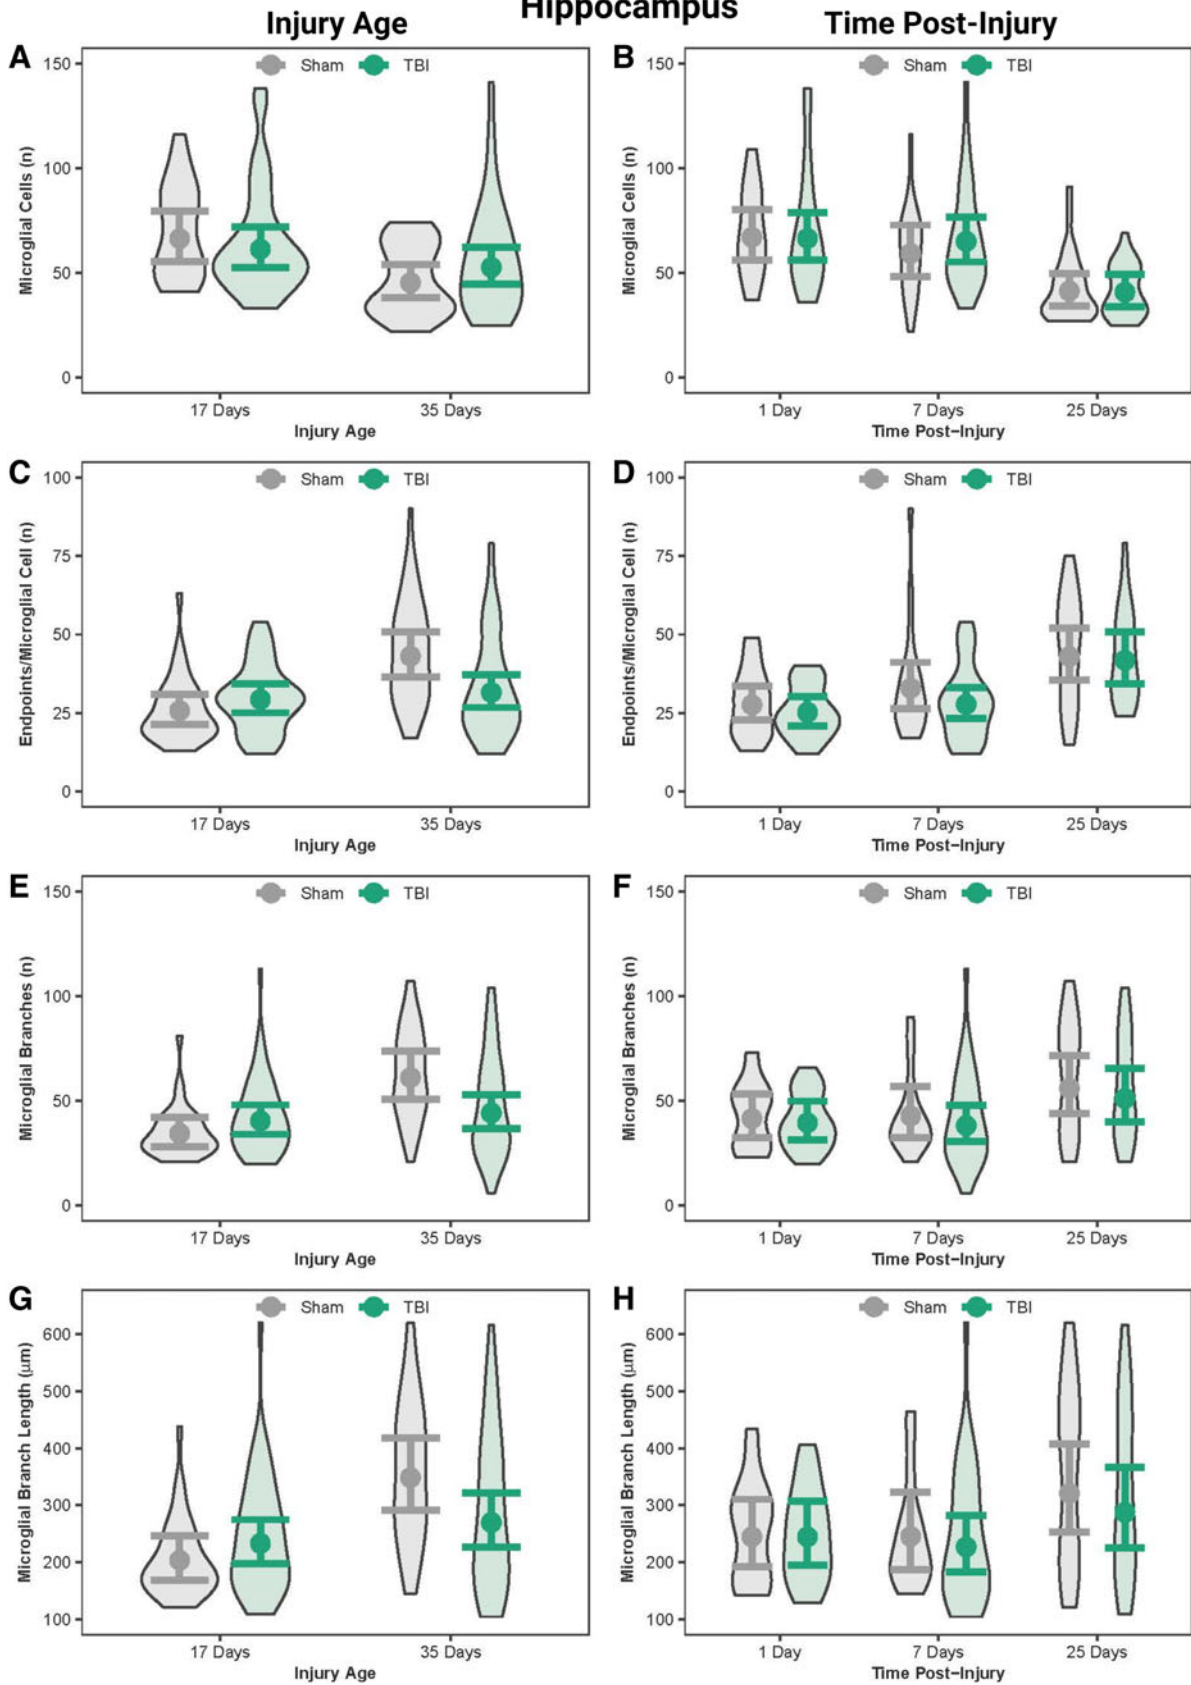 Hippocampus
Injury Age
Time Post-Injury
A
Sham
TBI
150
100
50
0
Microglial Cells (n)
17 Days
35 Days
Injury Age
B
Sham
TBI
150
100
50
0
Microglial Cells (n)
1 Day
7 Days
25 Days
Time Post-Injury
C
Sham
TBI
100
75
50
25
0
Endpoints/Microglial Cell (n)
17 Days
35 Days
Injury Age
D
Sham
TBI
100
75
50
25
0
Endpoints/Microglial Cell (n)
1 Day
7 Days
25 Days
Time Post-Injury
E
Sham
TBI
150
100
50
0
Microglial Branches (n)
17 Days
35 Days
Injury Age
F
Sham
TBI
150
100
50
0
Microglial Branches (n)
1 Day
7 Days
25 Days
Time Post-Injury
G
Sham
TBI
600
500
400
300
200
100
Microglial Branch Length (μm)
17 Days
35 Days
Injury Age
H
Sham
TBI
600
500
400
300
200
100
Microglial Branch Length (μm)
1 Day
7 Days
25 Days
Time Post-Injury